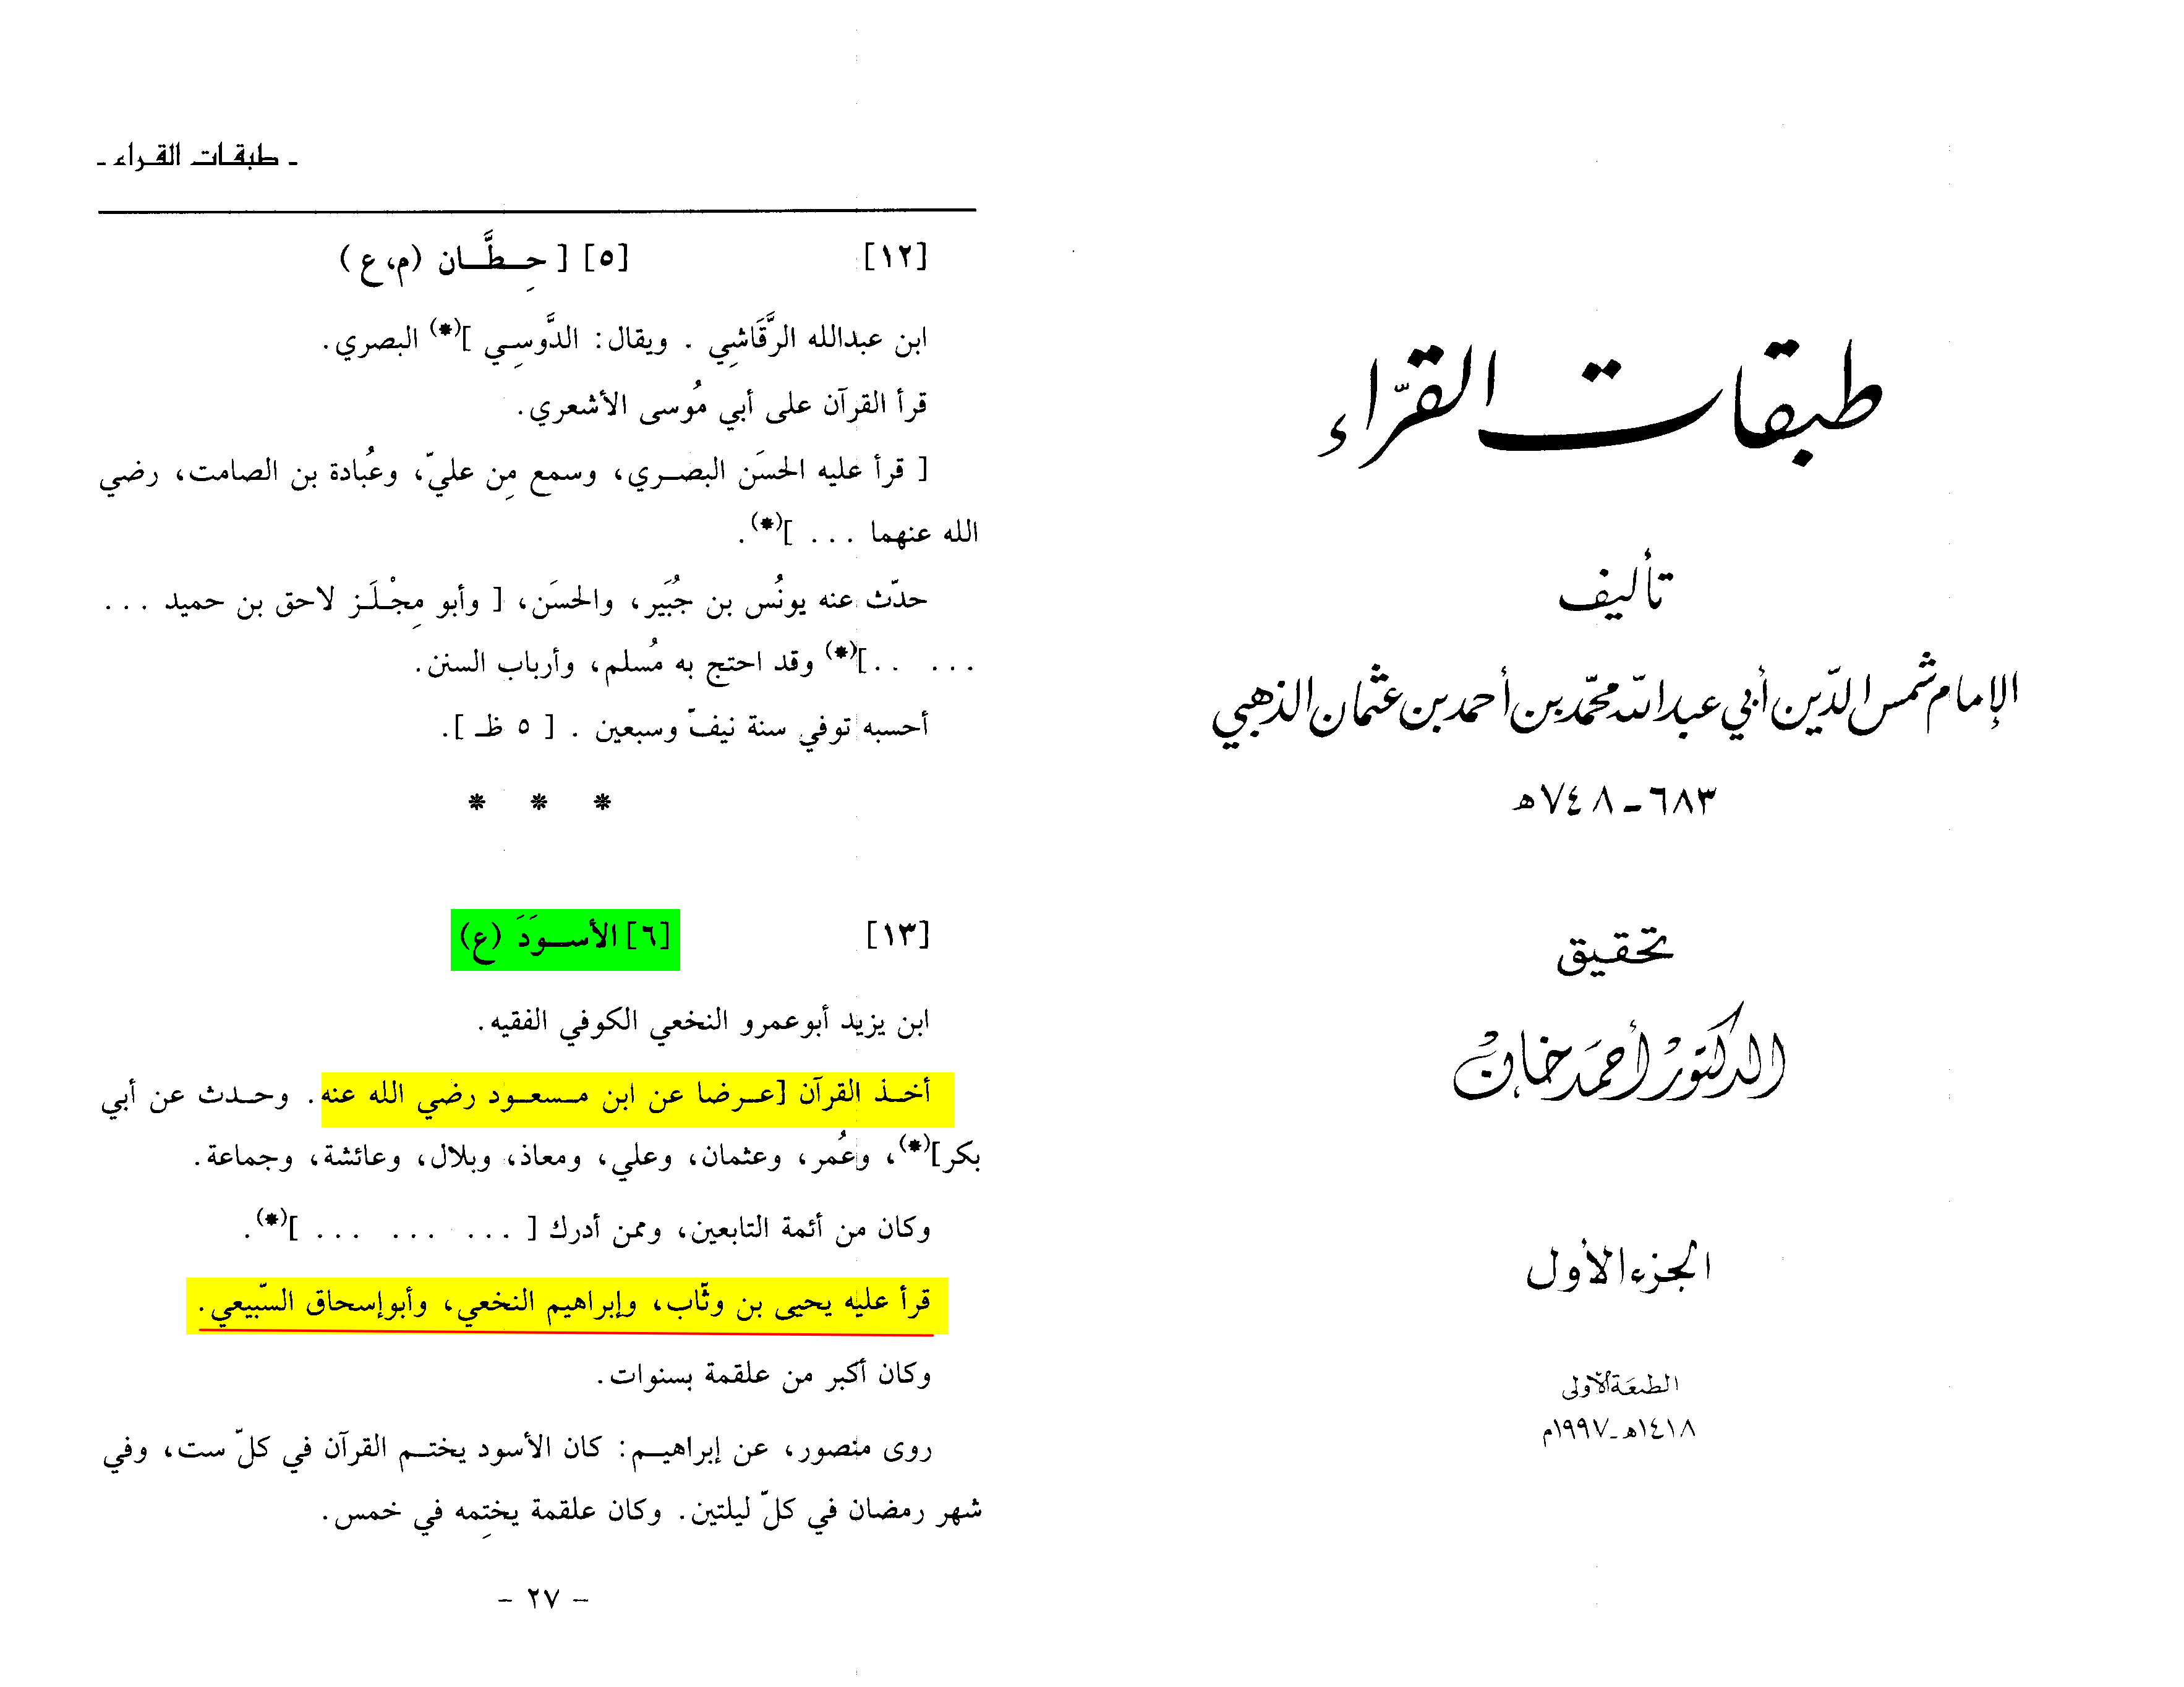 طبقات القرّاء
تأليف
الإمام شمس الدّين أبي عبد الله محمّد بن أحمد بن عثمان الذهبي
٦٨٣ - ٧٤٨ هـ
تحقيق
الدكتور أحمد خان
الجزء الأول
الطبعة الأولى
١٤١٨هـ - ١٩٩٧م
- طبقات القراء -
[١٢] [٥] [ حِطَّان (م، ع)
ابن عبدالله الرَّقَاشِي . ويقال: الدَّوسِي ](*) البصري.
قرأ القرآن على أبي مُوسى الأشعري.
[ قرأ عليه الحسَن البصري، وسمع مِن عليّ، وعُبادة بن الصامت، رضي
الله عنهما ... ](*).
حدّث عنه يونُس بن جُبَير، والحسَن، [ وأبو مِجْلَز لاحق بن حميد ...
... ..](*) وقد احتج به مُسلم، وأرباب السنن.
أحسبه توفي سنة نيفّ وسبعين . [ ٥ ظ ].
* * *
[١٣] [٦] الأسوَدَ (ع)
ابن يزيد أبوعمرو النخعي الكوفي الفقيه.
أخذ القرآن [عرضا عن ابن مسعود رضي الله عنه. وحدث عن أبي
بكر](*)، وعُمر، وعثمان، وعلي، ومعاذ، وبلال، وعائشة، وجماعة.
وكان من أئمة التابعين، وممن أدرك [ ... ... ... ](*).
قرأ عليه يحيى بن وثّاب، وإبراهيم النخعي، وأبوإسحاق السّبيعي.
وكان أكبر من علقمة بسنوات.
روى منصور، عن إبراهيم: كان الأسود يختم القرآن في كلّ ست، وفي
شهر رمضان في كلّ ليلتين. وكان علقمة يختِمه في خمس.
- ٢٧ -